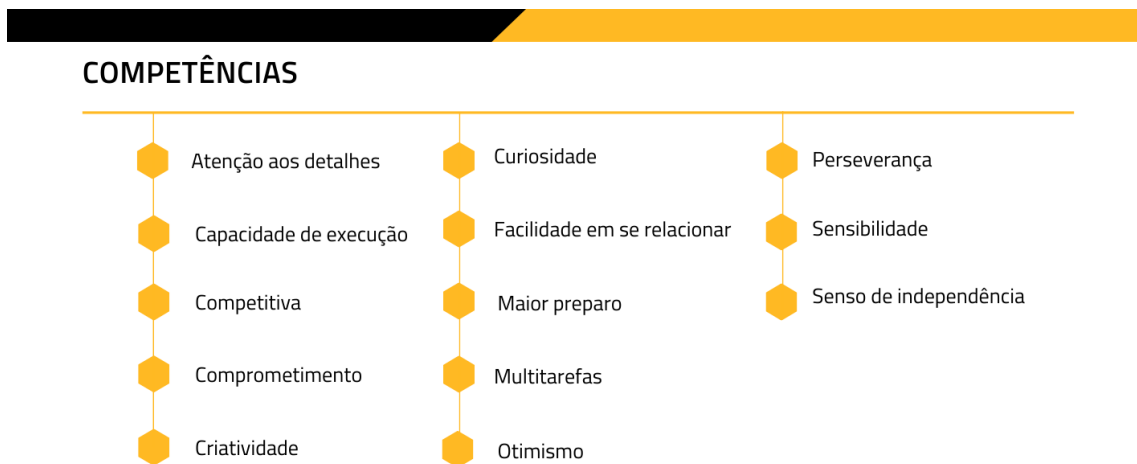 COMPETÊNCIAS
Atenção aos detalhes
Capacidade de execução
Competitiva
Comprometimento
Criatividade
Curiosidade
Facilidade em se relacionar
Maior preparo
Multitarefas
Otimismo
Perseverança
Sensibilidade
Senso de independência